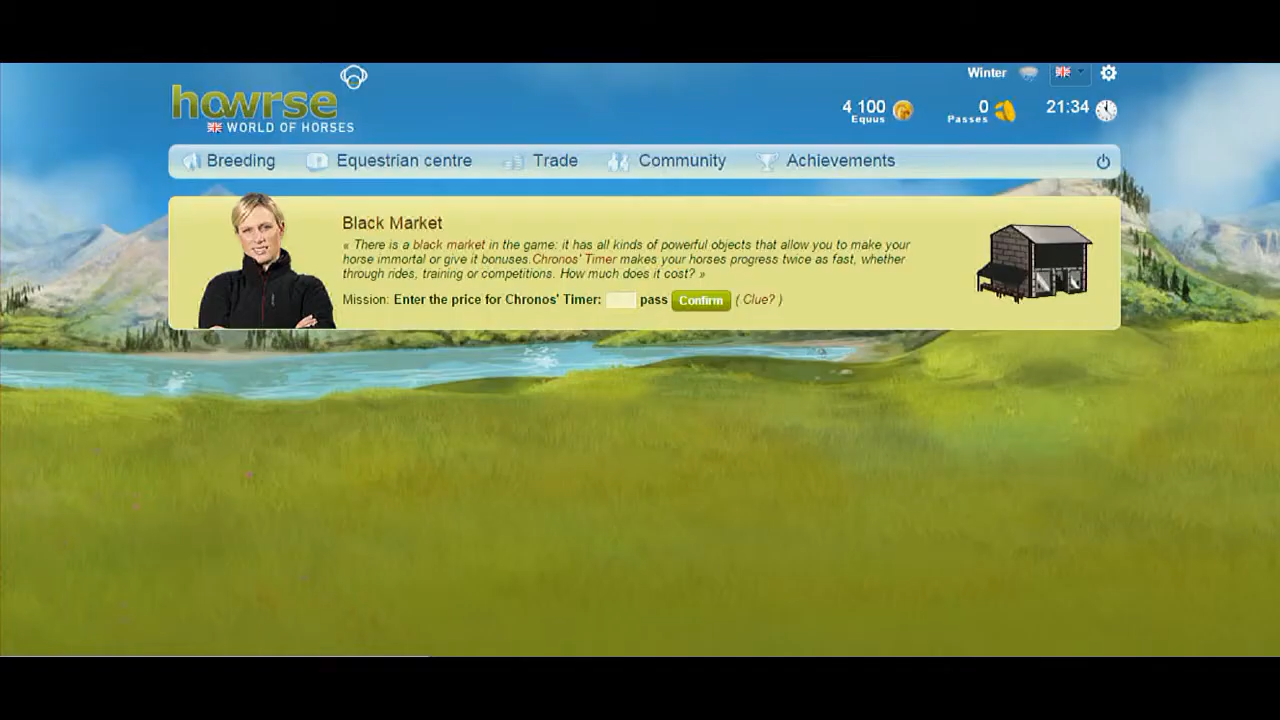 Winter
howrse
WORLD OF HORSES
4 100
Equus
0
Passes
21:34
Breeding
Equestrian centre
Trade
Community
Achievements
Black Market
« There is a black market in the game: it has all kinds of powerful objects that allow you to make your
horse immortal or give it bonuses.Chronos' Timer makes your horses progress twice as fast, whether
through rides, training or competitions. How much does it cost? »
Mission: Enter the price for Chronos' Timer: pass Confirm ( Clue? )